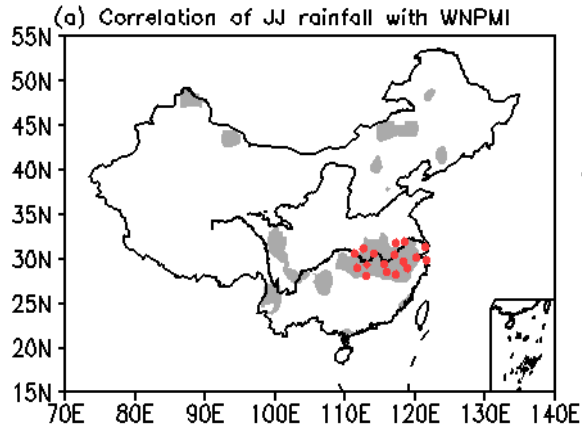 (a) Correlation of JJ rainfall with WNPMI
55N
50N
45N
40N
35N
30N
25N
20N
15N
70E 80E 90E 100E 110E 120E 130E 140E